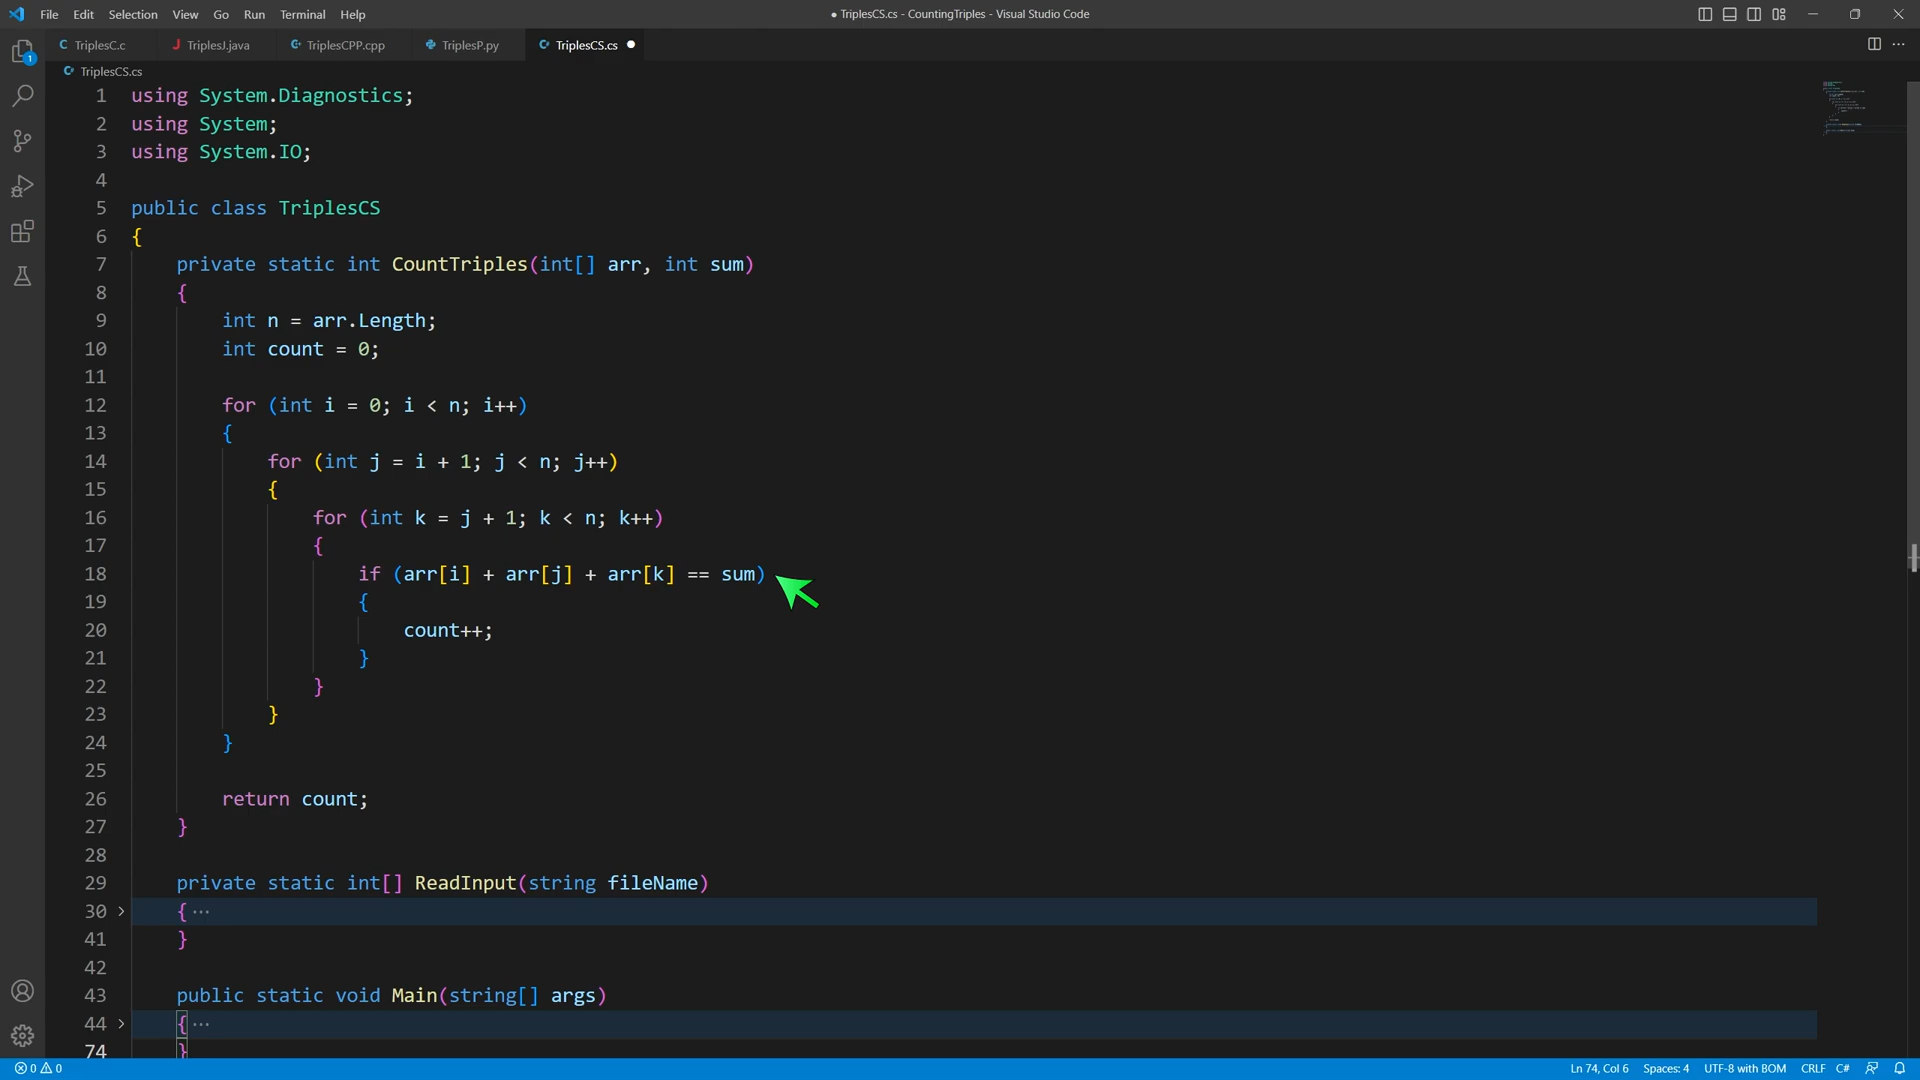 File Edit Selection View Go Run Terminal Help
● TriplesCS.cs - CountingTriples - Visual Studio Code
C TriplesC.c
J TriplesJ.java
TriplesCPP.cpp
TriplesP.py
TriplesCS.cs ●
TriplesCS.cs
1 using System.Diagnostics;
2 using System;
3 using System.IO;
4
5 public class TriplesCS
6 {
7 private static int CountTriples(int[] arr, int sum)
8 {
9 int n = arr.Length;
10 int count = 0;
11
12 for (int i = 0; i < n; i++)
13 {
14 for (int j = i + 1; j < n; j++)
15 {
16 for (int k = j + 1; k < n; k++)
17 {
18 if (arr[i] + arr[j] + arr[k] == sum)
19 {
20 count++;
21 }
22 }
23 }
24 }
25
26 return count;
27 }
28
29 private static int[] ReadInput(string fileName)
30 { ···
41 }
42
43 public static void Main(string[] args)
44 { ···
74 }
1
0 0
Ln 74, Col 6 Spaces: 4 UTF-8 with BOM CRLF C#